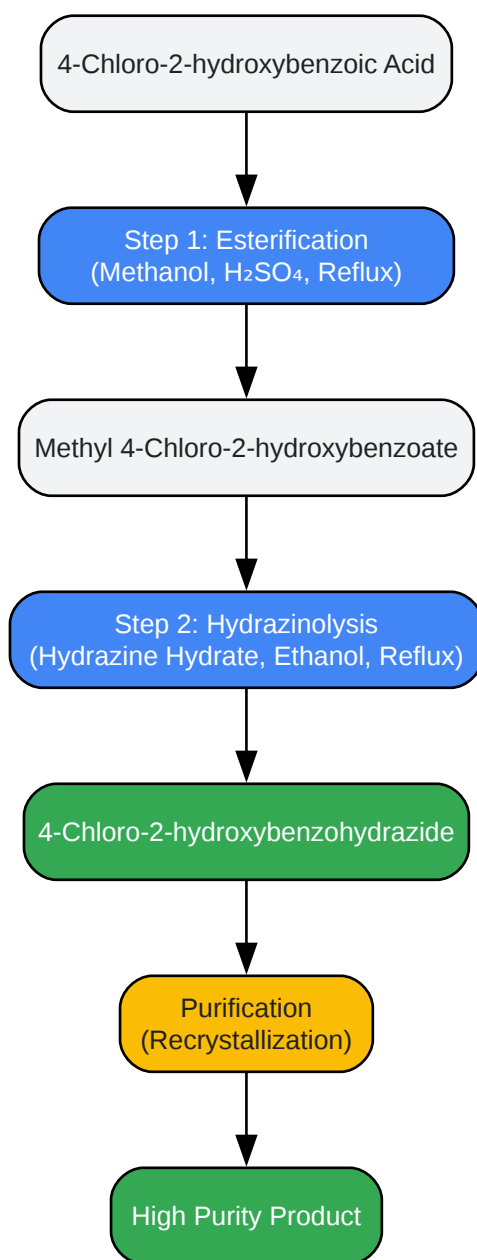 4-Chloro-2-hydroxybenzoic Acid
Step 1: Esterification
(Methanol, H₂SO₄, Reflux)
Methyl 4-Chloro-2-hydroxybenzoate
Step 2: Hydrazinolysis
(Hydrazine Hydrate, Ethanol, Reflux)
4-Chloro-2-hydroxybenzohydrazide
Purification
(Recrystallization)
High Purity Product